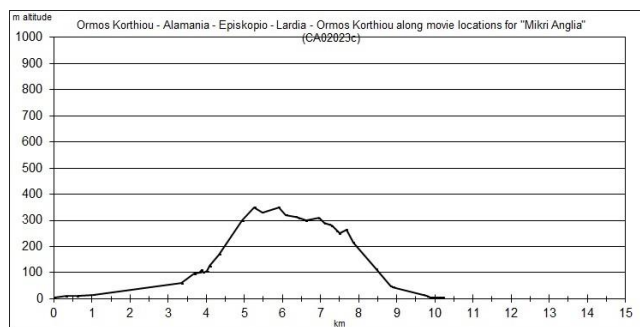 m altitude
Ormos Korthiou - Alamania - Episkopio - Lardia - Ormos Korthiou along movie locations for "Mikri Anglia"
(CA02023c)
1000
900
800
700
600
500
400
300
200
100
0
0 1 2 3 4 5 6 7 8 9 10 11 12 13 14 15
km